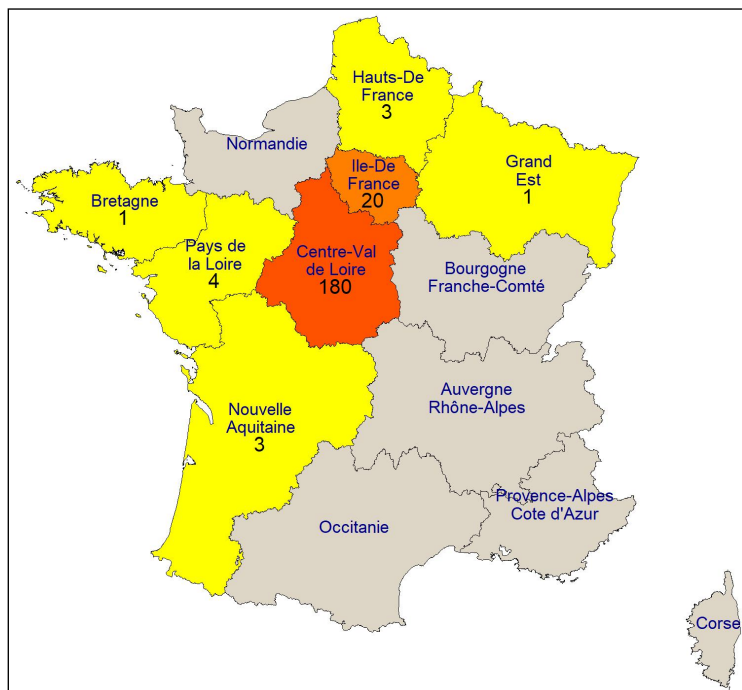 Hauts-De
France
3
Normandie
Ile-De
France
20
Grand
Est
1
Bretagne
1
Pays de
la Loire
4
Centre-Val
de Loire
180
Bourgogne
Franche-Comté
Auvergne
Rhône-Alpes
Nouvelle
Aquitaine
3
Provence-Alpes
Cote d'Azur
Occitanie
Corse